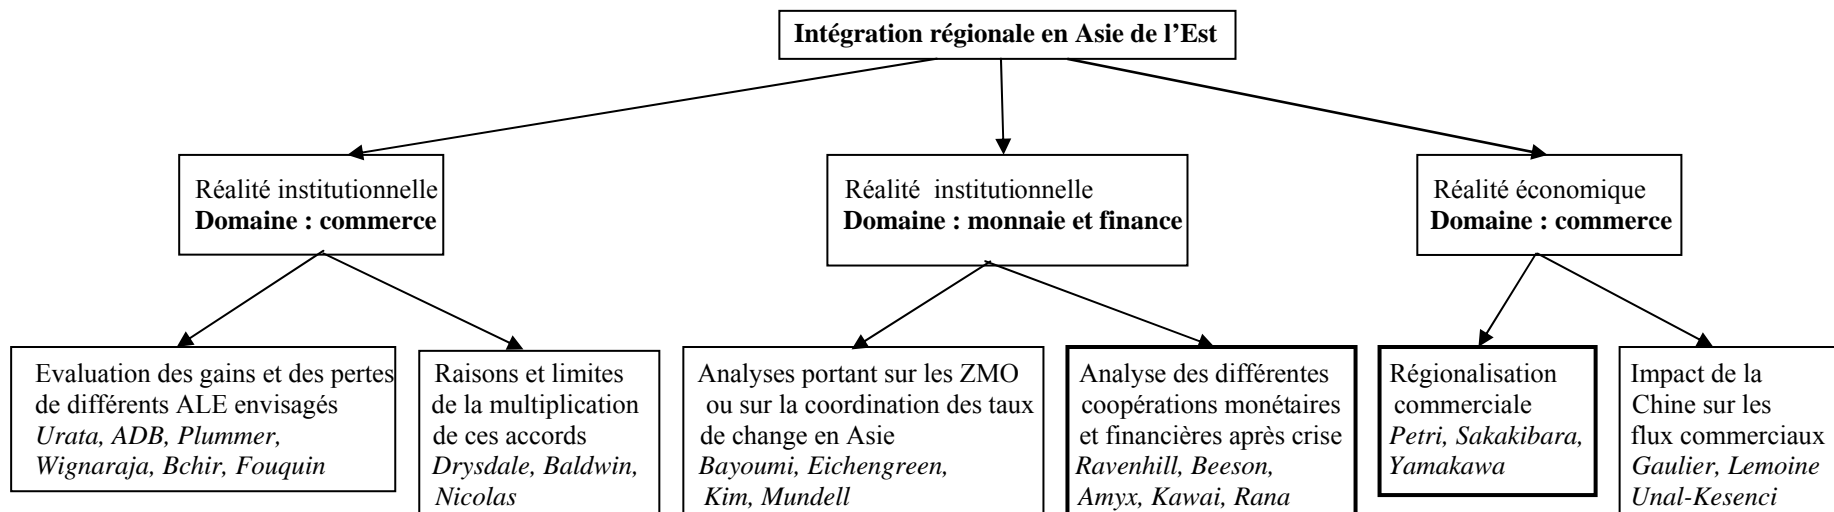 Intégration régionale en Asie de l’Est
Réalité institutionnelle
Domaine : commerce
Réalité institutionnelle
Domaine : monnaie et finance
Réalité économique
Domaine : commerce
Evaluation des gains et des pertes
de différents ALE envisagés
Urata, ADB, Plummer,
Wignaraja, Bchir, Fouquin
Raisons et limites
de la multiplication
de ces accords
Drysdale, Baldwin,
Nicolas
Analyses portant sur les ZMO
ou sur la coordination des taux
de change en Asie
Bayoumi, Eichengreen,
Kim, Mundell
Analyse des différentes
coopérations monétaires
et financières après crise
Ravenhill, Beeson,
Amyx, Kawai, Rana
Régionalisation
commerciale
Petri, Sakakibara,
Yamakawa
Impact de la
Chine sur les
flux commerciaux
Gaulier, Lemoine
Unal-Kesenci